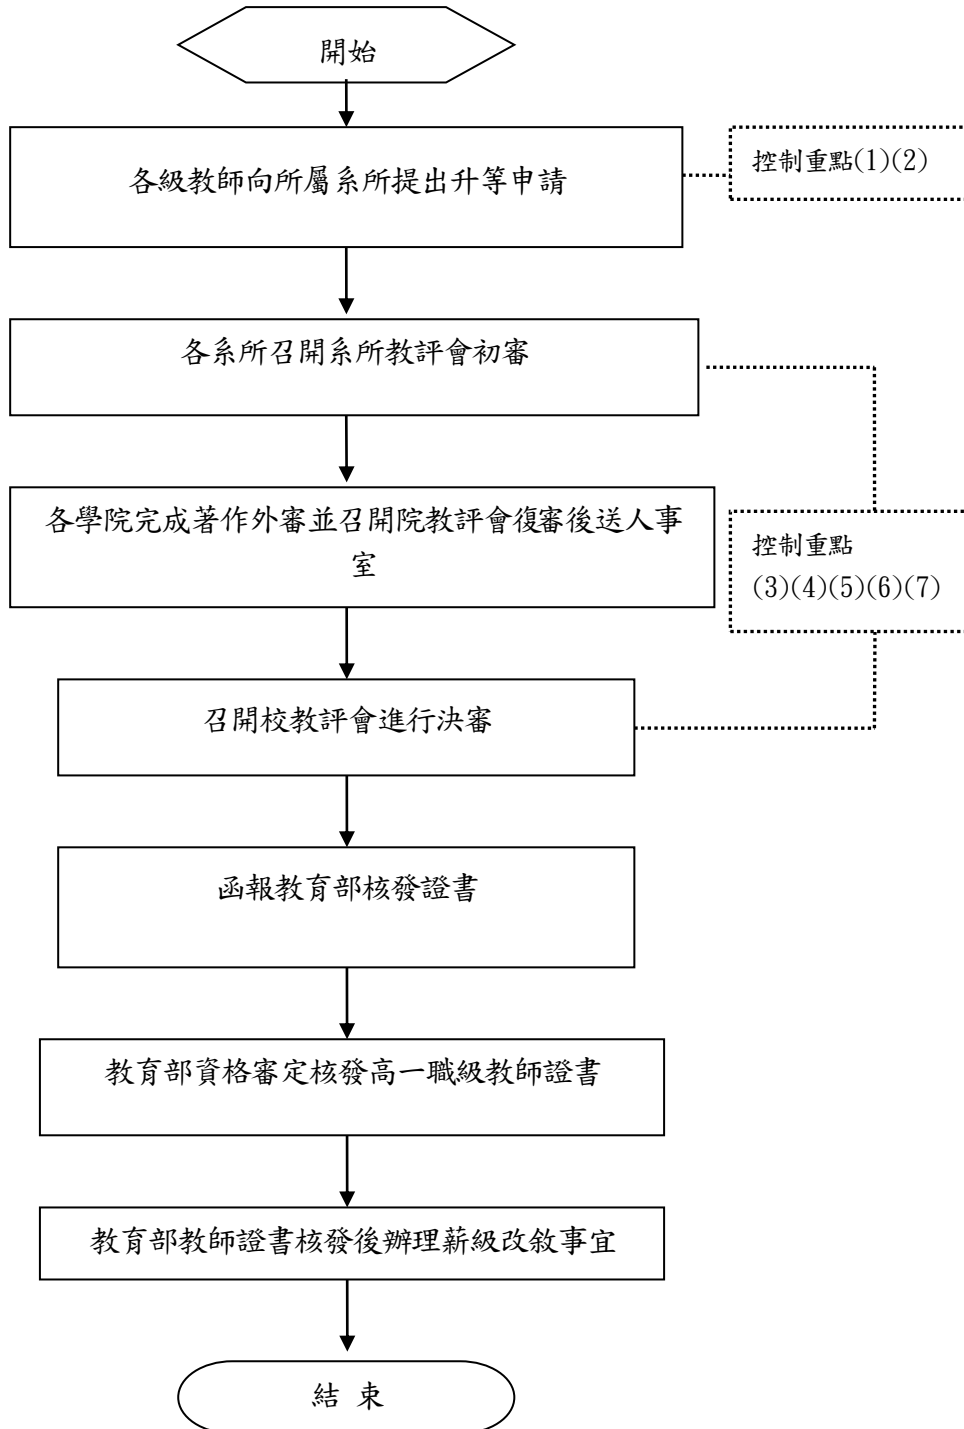 開始
各級教師向所屬系所提出升等申請
控制重點(1)(2)
各系所召開系所教評會初審
各學院完成著作外審並召開院教評會復審後送人事
室
控制重點
(3)(4)(5)(6)(7)
召開校教評會進行決審
函報教育部核發證書
教育部資格審定核發高一職級教師證書
教育部教師證書核發後辦理薪級改敘事宜
結 束